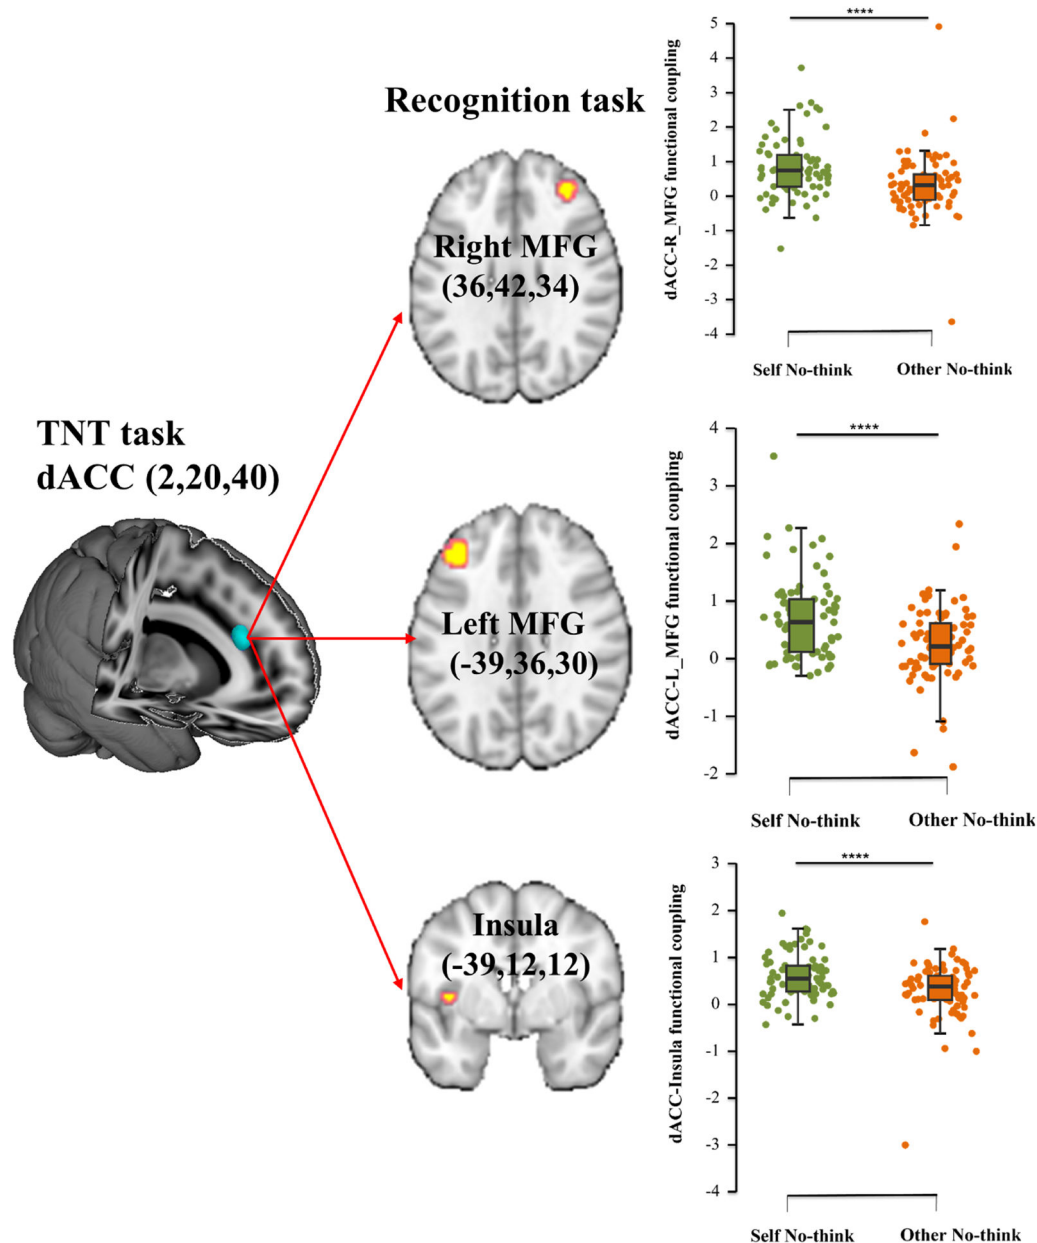 Recognition task
Right MFG
(36,42,34)
TNT task
dACC (2,20,40)
Left MFG
(-39,36,30)
Insula
(-39,12,12)
dACC-R_MFG functional coupling
5
4
3
2
1
0
-1
-2
-3
-4
****
Self No-think
Other No-think
dACC-L_MFG functional coupling
4
3
2
1
0
-1
-2
****
Self No-think
Other No-think
dACC-Insula functional coupling
3
2
1
0
-1
-2
-3
-4
****
Self No-think
Other No-think